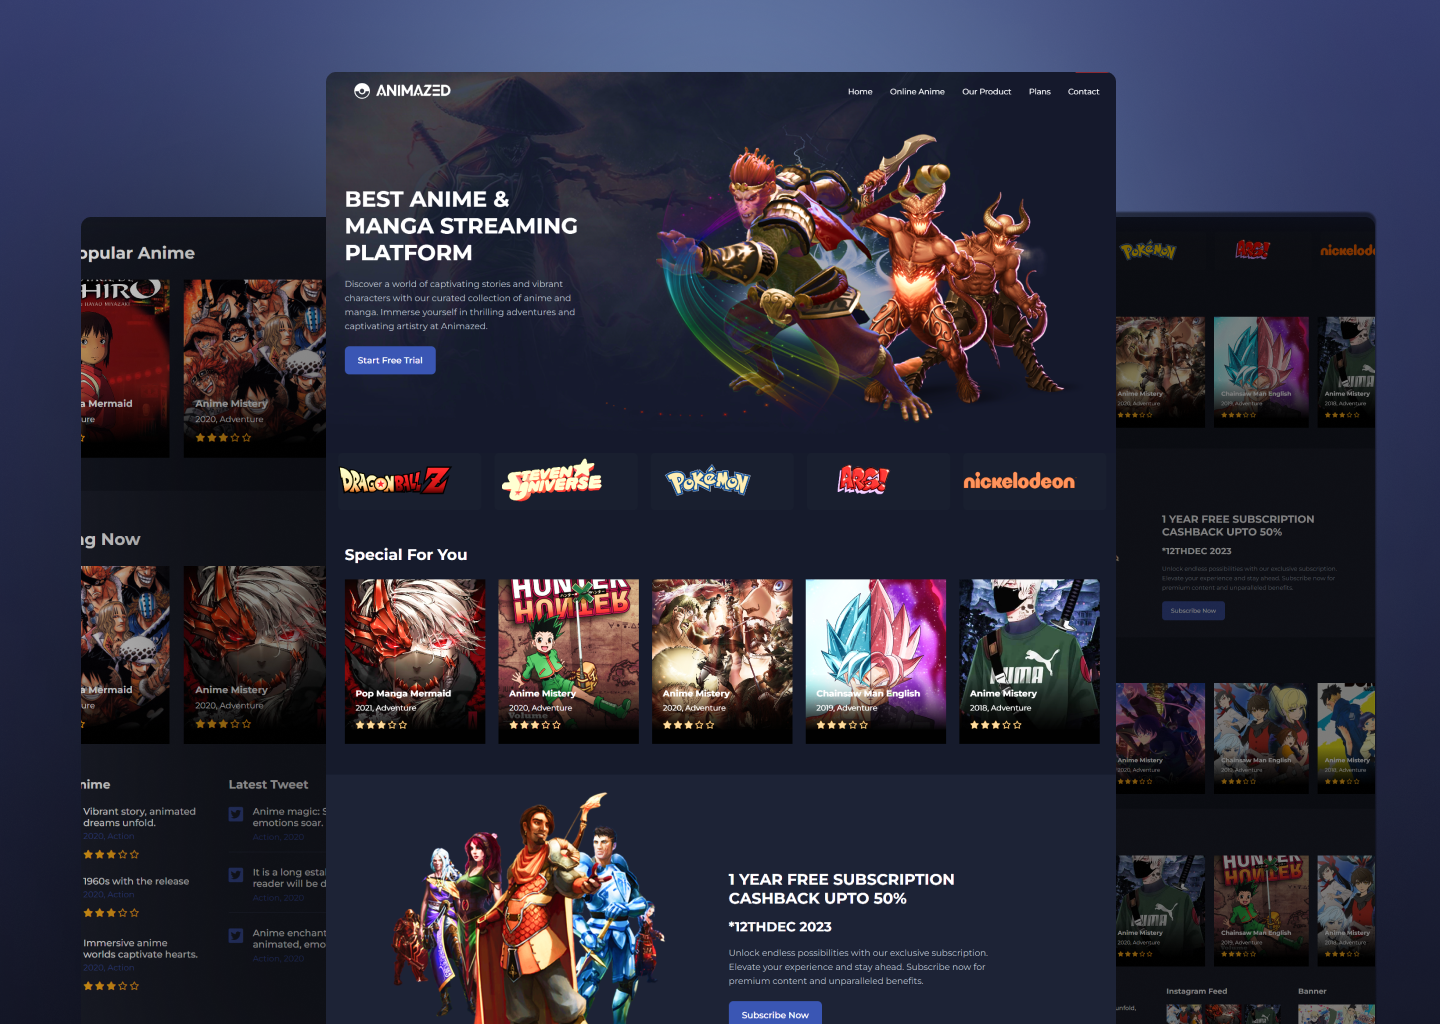 ANIMAZED
Home Online Anime Our Product Plans Contact
BEST ANIME &
MANGA STREAMING
PLATFORM
Discover a world of captivating stories and vibrant
characters with our curated collection of anime and
manga. Immerse yourself in thrilling adventures and
captivating artistry at Animazed.
Start Free Trial
DRAGON BALL Z
STEVEN UNIVERSE
POKéMON
nickelodeon
Special For You
Pop Manga Mermaid
2021, Adventure
HUNTER
HUNTER
Anime Mistery
2020, Adventure
Volume
Anime Mistery
2020, Adventure
Chainsaw Man English
2019, Adventure
PUMA
Anime Mistery
2018, Adventure
1 YEAR FREE SUBSCRIPTION
CASHBACK UPTO 50%
*12THDEC 2023
Unlock endless possibilities with our exclusive subscription.
Elevate your experience and stay ahead. Subscribe now for
premium content and unparalleled benefits.
Subscribe Now
opular Anime
HIRO
HAYAO MIYAZAKI
a Mermaid
ure
Anime Mistery
2020, Adventure
ng Now
a Mermaid
ure
Anime Mistery
2020, Adventure
nime
Vibrant story, animated
dreams unfold.
2020, Action
1960s with the release
2020, Action
Immersive anime
worlds captivate hearts.
2020, Action
Latest Tweet
Anime magic: S
emotions soar.
Action, 2020
It is a long esta
reader will be d
Action, 2020
Anime enchant
animated, emo
Action, 2020
POKéMON
nickelod
Anime Mistery
2020, Adventure
Chainsaw Man English
2019, Adventure
PUMA
Anime Mistery
2018, Adventure
1 YEAR FREE SUBSCRIPTION
CASHBACK UPTO 50%
*12THDEC 2023
Unlock endless possibilities with our exclusive subscription.
Elevate your experience and stay ahead. Subscribe now for
premium content and unparalleled benefits.
Subscribe Now
Anime Mistery
2020, Adventure
Chainsaw Man English
2019, Adventure
Anime Mistery
2018, Adventure
PUMA
Anime Mistery
2020, Adventure
HUNTER
HUNTER
Chainsaw Man English
2019, Adventure
Anime Mistery
2018, Adventure
Instagram Feed
Banner
unfold,